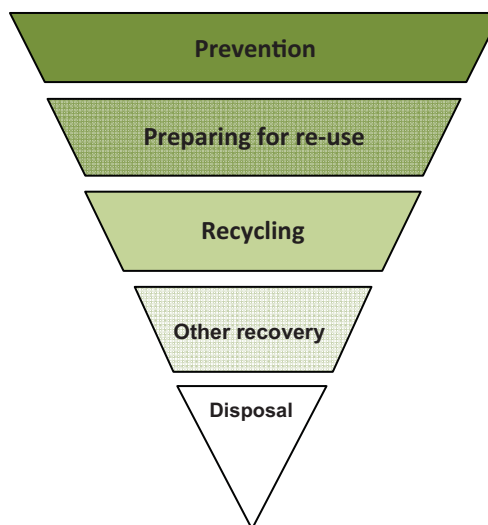 Prevention
Preparing for re-use
Recycling
Other recovery
Disposal